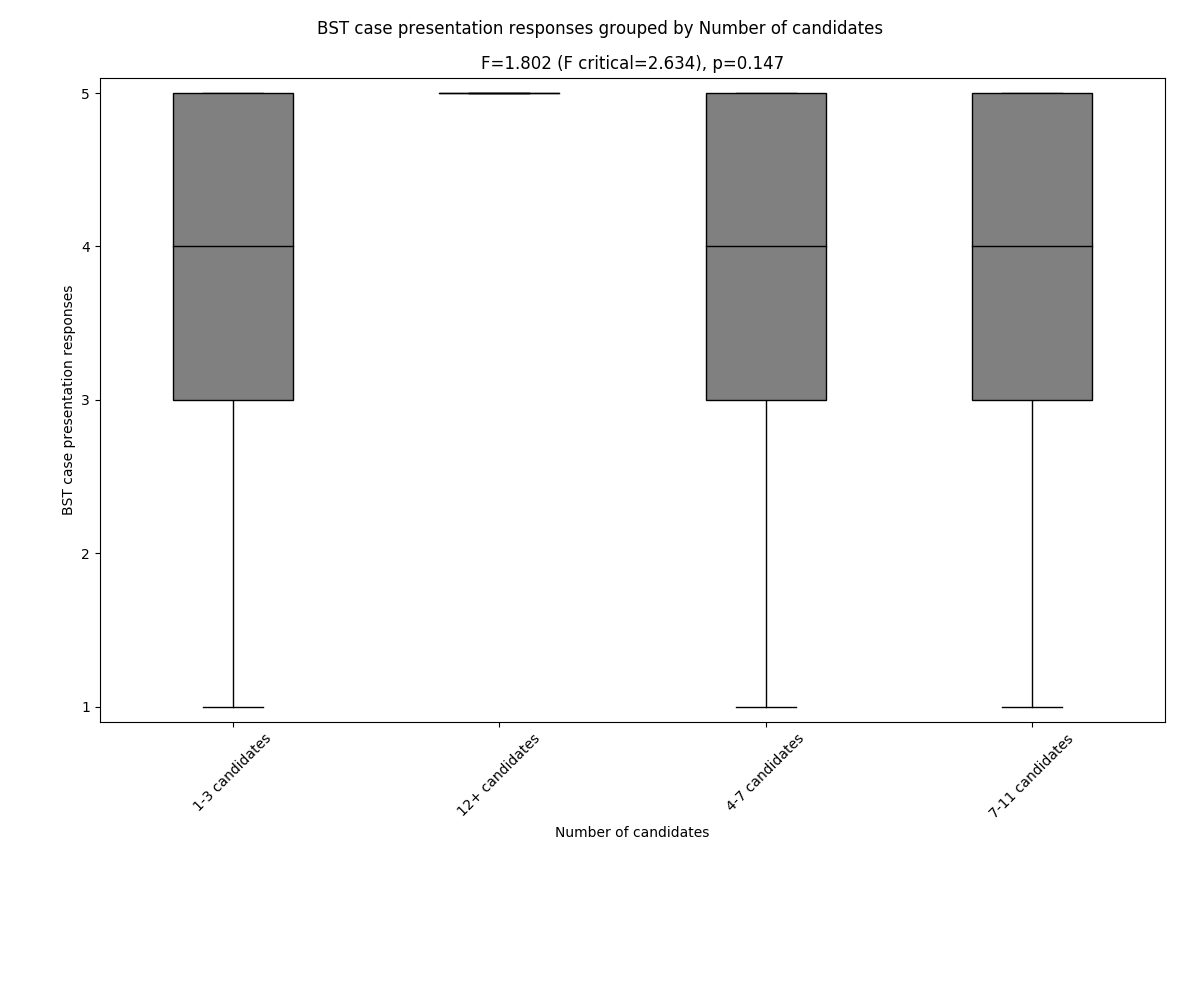 BST case presentation responses grouped by Number of candidates
F=1.802 (F critical=2.634), p=0.147
BST case presentation responses
5
4
3
2
1
1-3 candidates
12+ candidates
4-7 candidates
7-11 candidates
Number of candidates